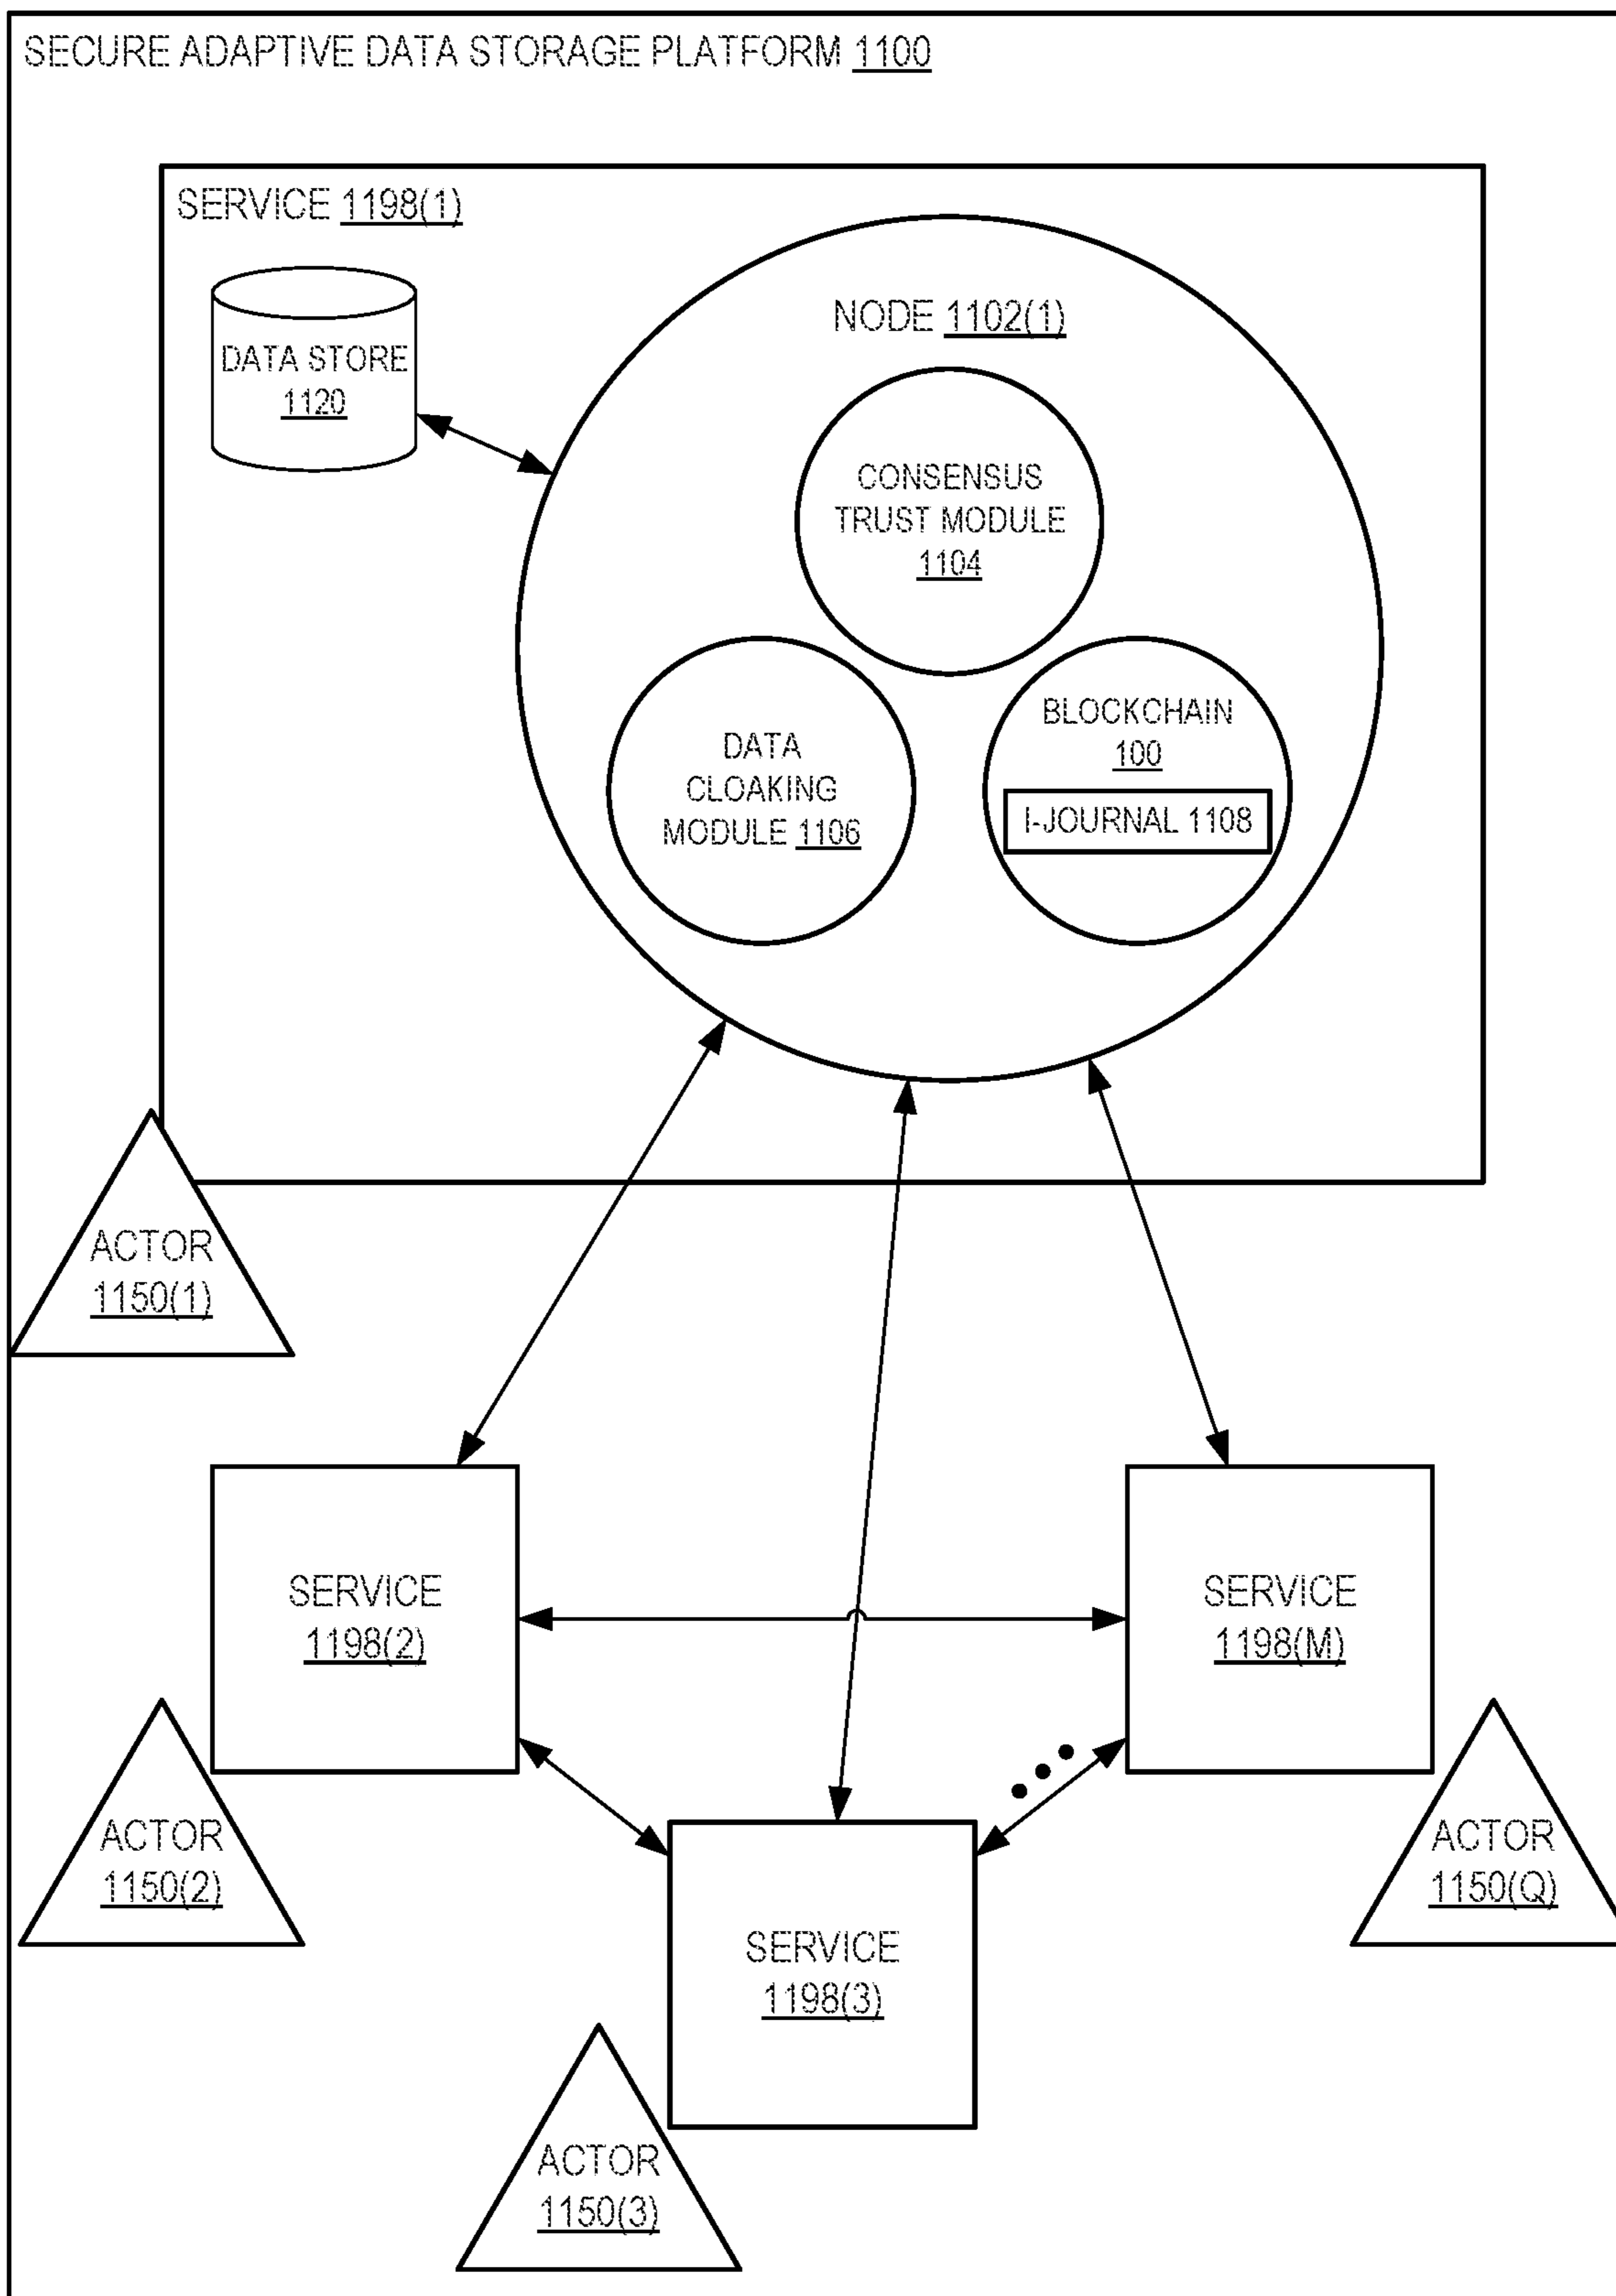 SECURE ADAPTIVE DATA STORAGE PLATFORM 1100
SERVICE 1198(1)
DATA STORE
1120
NODE 1102(1)
CONSENSUS
TRUST MODULE
1104
DATA
CLOAKING
MODULE 1106
BLOCKCHAIN
100
I-JOURNAL 1108
ACTOR
1150(1)
SERVICE
1198(2)
SERVICE
1198(M)
ACTOR
1150(2)
ACTOR
1150(Q)
SERVICE
1198(3)
ACTOR
1150(3)